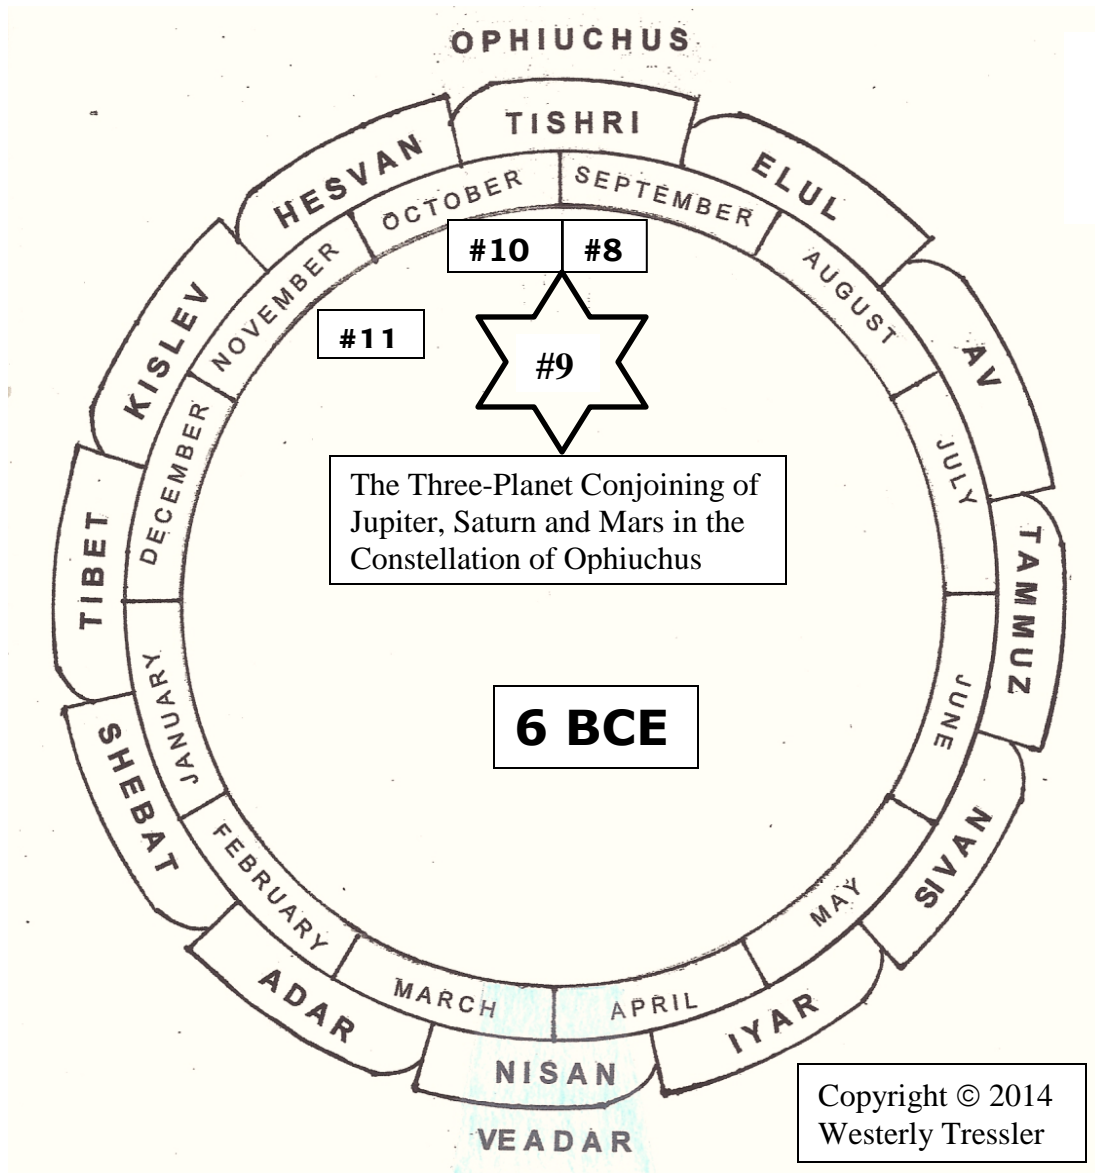 OPHIUCHUS
TISHRI
HESVAN
ELUL
OCTOBER
SEPTEMBER
#10
#8
NOVEMBER
AUGUST
KISLEV
AV
#11
#9
DECEMBER
JULY
The Three-Planet Conjoining of
Jupiter, Saturn and Mars in the
Constellation of Ophiuchus
TIBET
TAMMUZ
JANUARY
JUNE
6 BCE
SHEBAT
SIVAN
FEBRUARY
MAY
MARCH
APRIL
ADAR
IYAR
NISAN
VEADAR
Copyright © 2014
Westerly Tressler